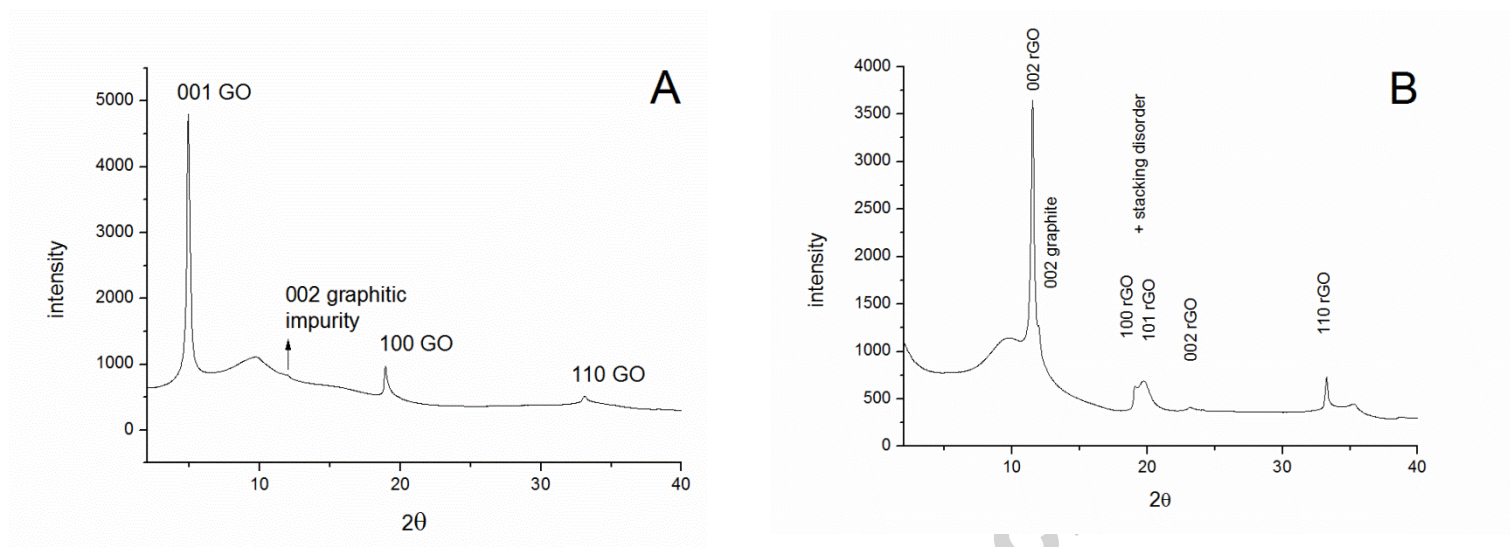 A
5000
4000
3000
2000
1000
0
intensity
001 GO
002 graphitic
impurity
100 GO
110 GO
10
20
30
40
2θ
B
4000
3500
3000
2500
2000
1500
1000
500
0
intensity
002 rGO
002 graphite
+ stacking disorder
100 rGO
101 rGO
002 rGO
110 rGO
10
20
30
40
2θ